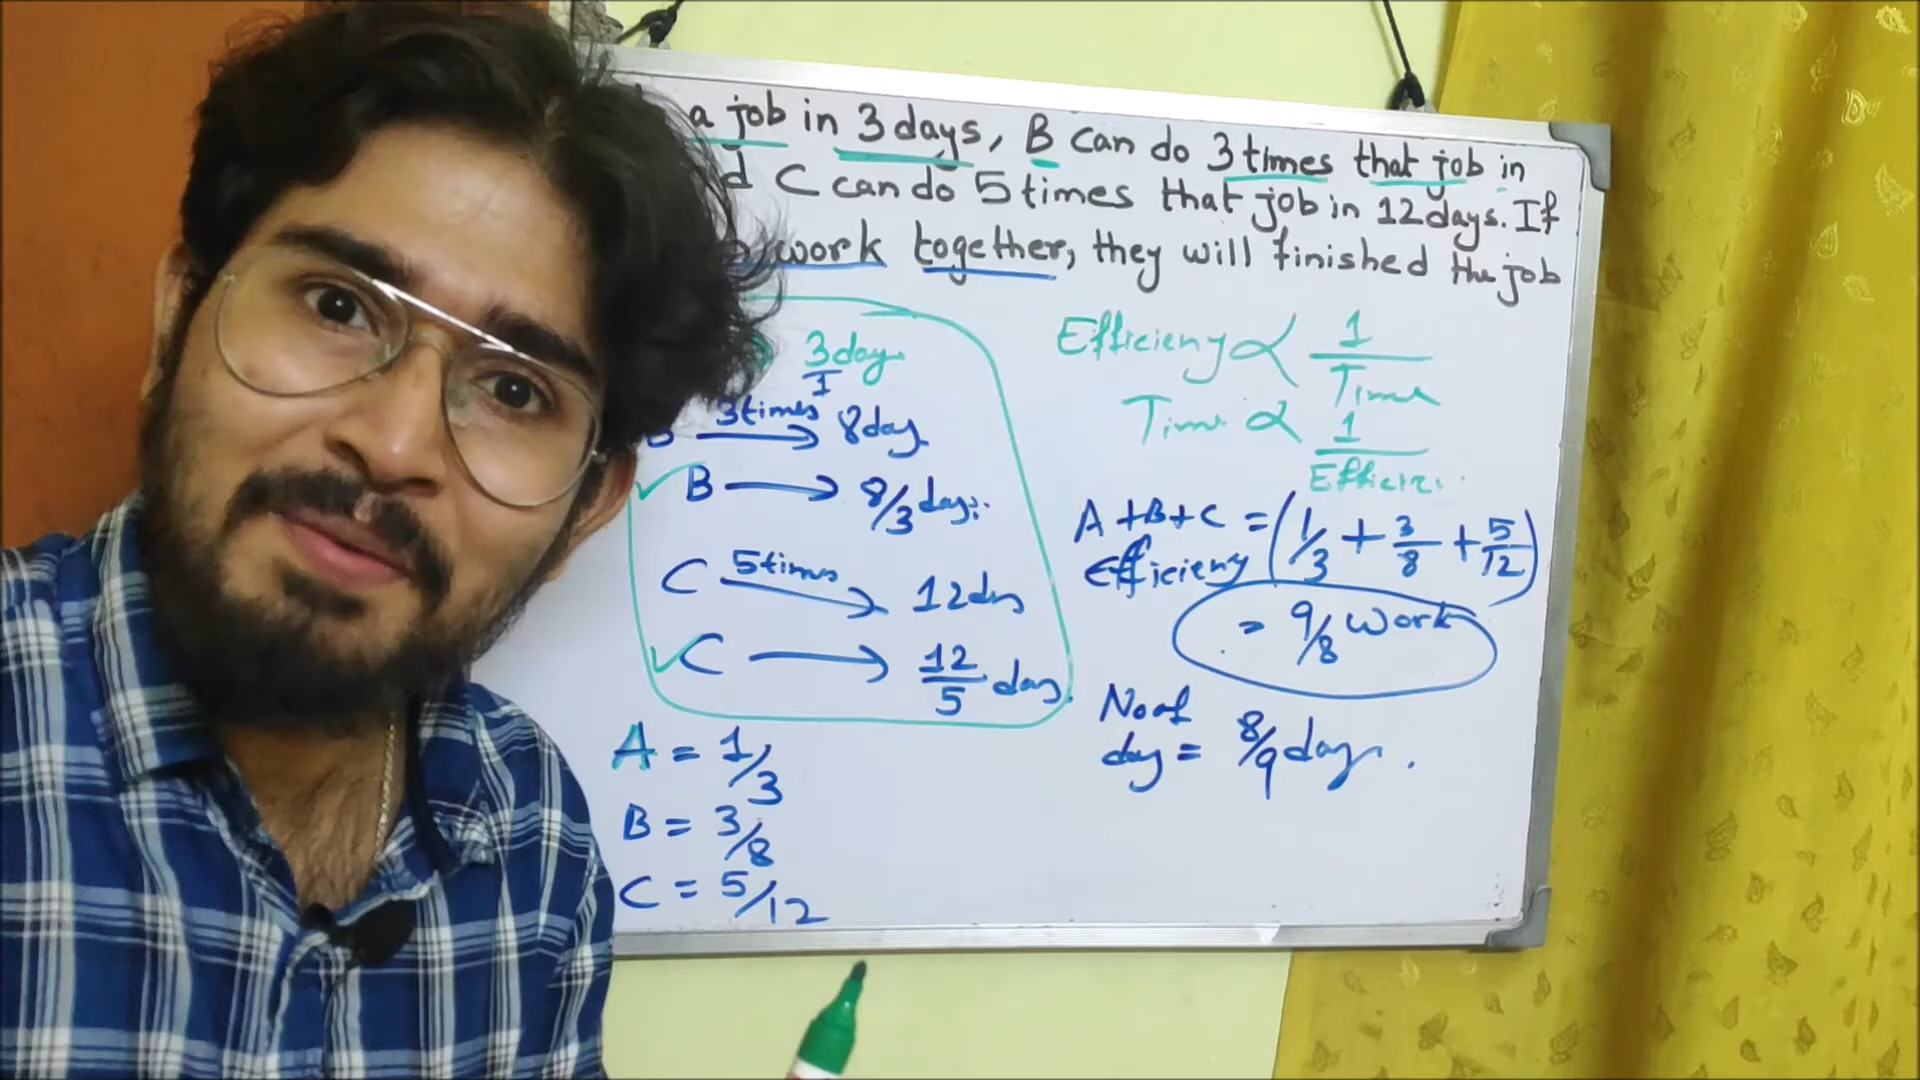 a job in 3 days, B can do 3 times that job in
d C can do 5 times that job in 12 days. If
work together, they will finished the job
3 day
1
3 times 8 day
B → 8/3 days
C 5 times → 12 days
C → 12/5 days
A = 1/3
B = 3/8
C = 5/12
Efficieny ∝ 1/Time
Time ∝ 1/
A + B + C = (1/3 + 3/8 + 5/12)
Efficieny
= 9/8 work
No of
day = 8/9 days.